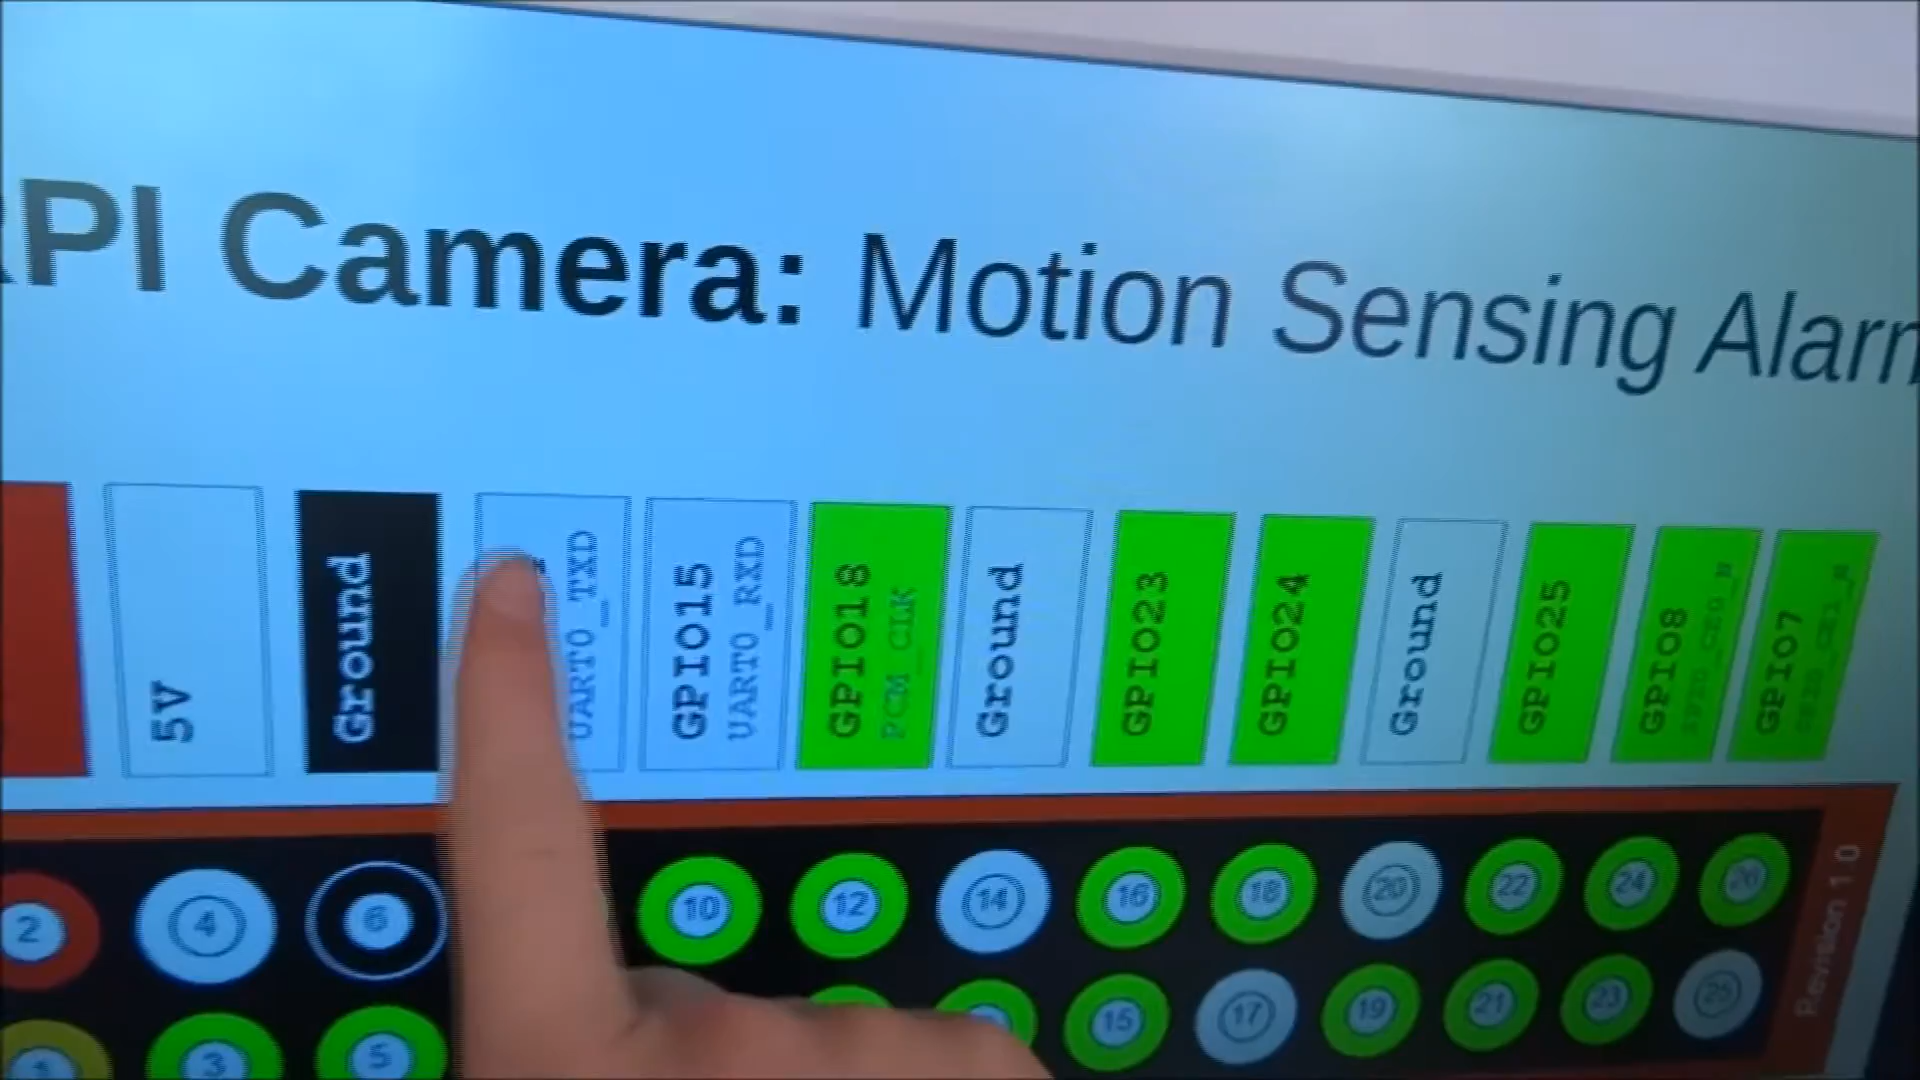 RPI Camera: Motion Sensing Alarm
5V
Ground
UART0_TXD
GPIO15
UART0_RXD
GPIO18
PCM_CLK
Ground
GPIO23
GPIO24
Ground
GPIO25
GPIO8
GPIO7
2 4 6 10 12 14 16 18 20 22 24 26
1 3 5 15 17 19 21 23 25
Revision 1.0